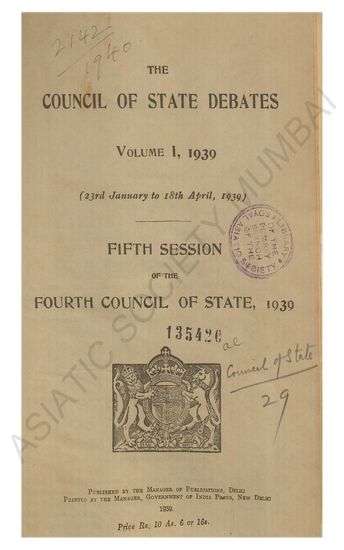 2142
1940
THE
COUNCIL OF STATE DEBATES
VOLUME I, 1939
(23rd January to 18th April, 1939)
FIFTH SESSION
OF THE
FOURTH COUNCIL OF STATE, 1939
135426
Council of State
29
PUBLISHED BY THE MANAGER OF PUBLICATIONS, DELHI
PRINTED BY THE MANAGER, GOVERNMENT OF INDIA PRESS, NEW DELHI
1939.
Price Rs. 10 As. 6 or 16s.
ASIATIC SOCIETY MUMBAI